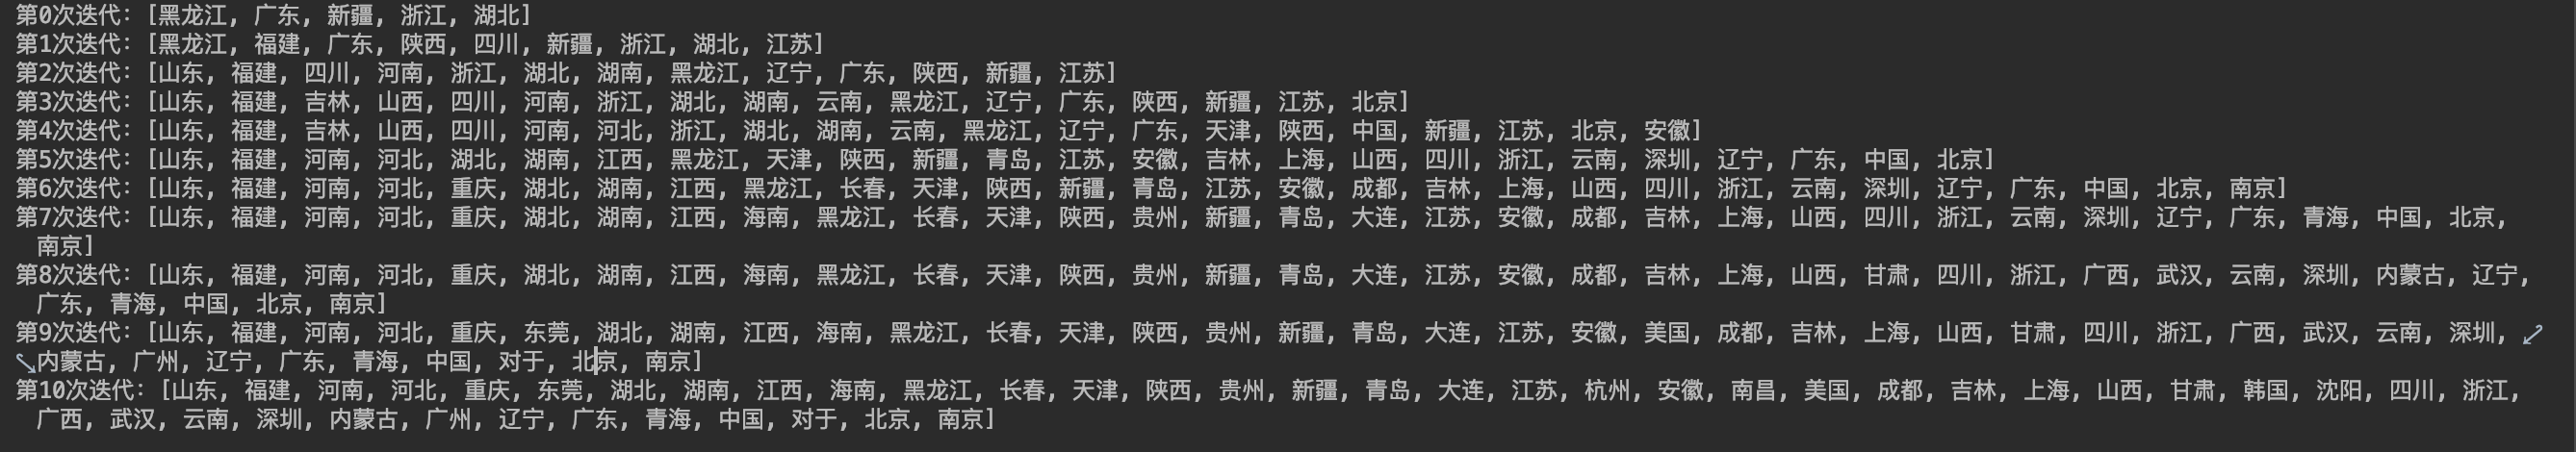 第0次迭代: [黑龙江, 广东, 新疆, 浙江, 湖北]
第1次迭代: [黑龙江, 福建, 广东, 陕西, 四川, 新疆, 浙江, 湖北, 江苏]
第2次迭代: [山东, 福建, 四川, 河南, 浙江, 湖北, 湖南, 黑龙江, 辽宁, 广东, 陕西, 新疆, 江苏]
第3次迭代: [山东, 福建, 吉林, 山西, 四川, 河南, 浙江, 湖北, 湖南, 云南, 黑龙江, 辽宁, 广东, 陕西, 新疆, 江苏, 北京]
第4次迭代: [山东, 福建, 吉林, 山西, 四川, 河南, 河北, 浙江, 湖北, 湖南, 云南, 黑龙江, 辽宁, 广东, 天津, 陕西, 中国, 新疆, 江苏, 北京, 安徽]
第5次迭代: [山东, 福建, 河南, 河北, 湖北, 湖南, 江西, 黑龙江, 天津, 陕西, 新疆, 青岛, 江苏, 安徽, 吉林, 上海, 山西, 四川, 浙江, 云南, 深圳, 辽宁, 广东, 中国, 北京]
第6次迭代: [山东, 福建, 河南, 河北, 重庆, 湖北, 湖南, 江西, 黑龙江, 长春, 天津, 陕西, 新疆, 青岛, 江苏, 安徽, 成都, 吉林, 上海, 山西, 四川, 浙江, 云南, 深圳, 辽宁, 广东, 中国, 北京, 南京]
第7次迭代: [山东, 福建, 河南, 河北, 重庆, 湖北, 湖南, 江西, 海南, 黑龙江, 长春, 天津, 陕西, 贵州, 新疆, 青岛, 大连, 江苏, 安徽, 成都, 吉林, 上海, 山西, 四川, 浙江, 云南, 深圳, 辽宁, 广东, 青海, 中国, 北京,
南京]
第8次迭代: [山东, 福建, 河南, 河北, 重庆, 湖北, 湖南, 江西, 海南, 黑龙江, 长春, 天津, 陕西, 贵州, 新疆, 青岛, 大连, 江苏, 安徽, 成都, 吉林, 上海, 山西, 甘肃, 四川, 浙江, 广西, 武汉, 云南, 深圳, 内蒙古, 辽宁,
广东, 青海, 中国, 北京, 南京]
第9次迭代: [山东, 福建, 河南, 河北, 重庆, 东莞, 湖北, 湖南, 江西, 海南, 黑龙江, 长春, 天津, 陕西, 贵州, 新疆, 青岛, 大连, 江苏, 安徽, 美国, 成都, 吉林, 上海, 山西, 甘肃, 四川, 浙江, 广西, 武汉, 云南, 深圳,
内蒙古, 广州, 辽宁, 广东, 青海, 中国, 对于, 北京, 南京]
第10次迭代: [山东, 福建, 河南, 河北, 重庆, 东莞, 湖北, 湖南, 江西, 海南, 黑龙江, 长春, 天津, 陕西, 贵州, 新疆, 青岛, 大连, 江苏, 杭州, 安徽, 南昌, 美国, 成都, 吉林, 上海, 山西, 甘肃, 韩国, 沈阳, 四川, 浙江,
广西, 武汉, 云南, 深圳, 内蒙古, 广州, 辽宁, 广东, 青海, 中国, 对于, 北京, 南京]